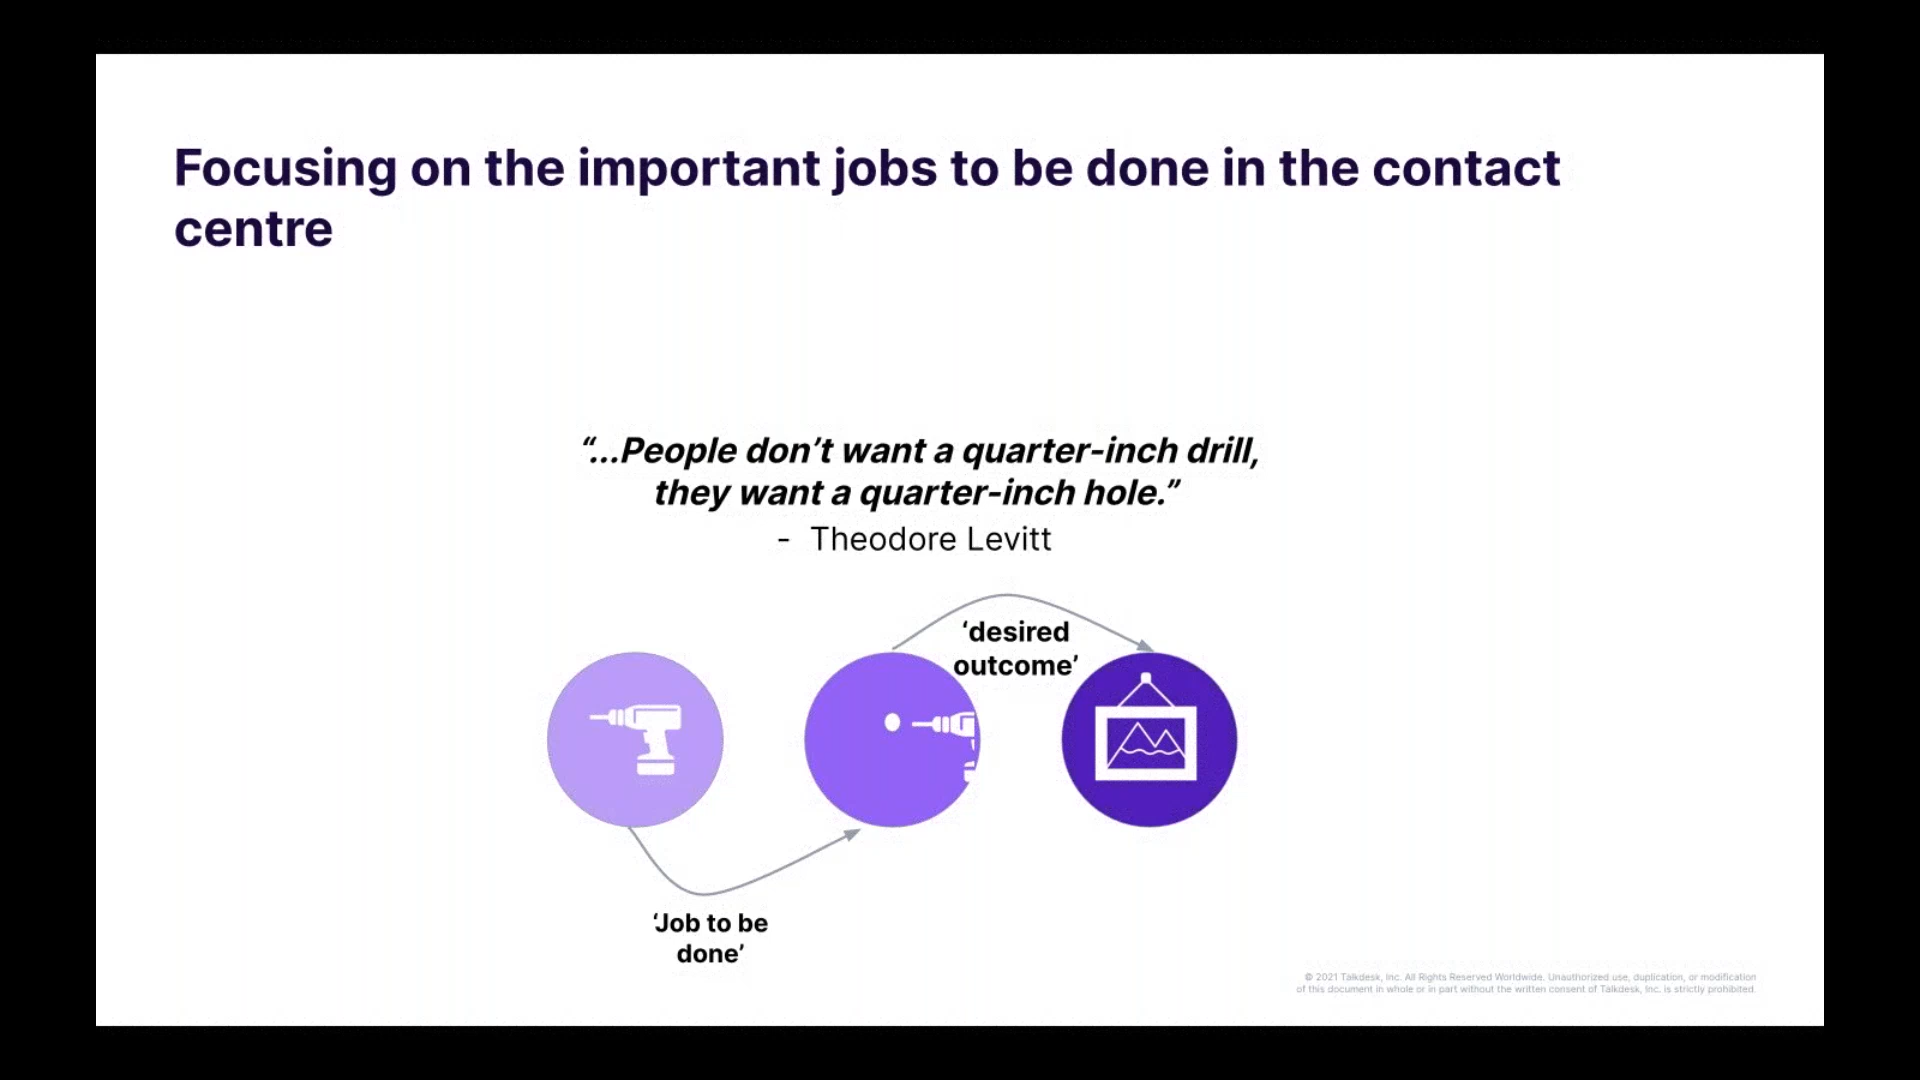 Focusing on the important jobs to be done in the contact
centre
“...People don’t want a quarter-inch drill,
they want a quarter-inch hole.”
- Theodore Levitt
‘desired
outcome’
‘Job to be
done’
© 2021 Talkdesk, Inc. All Rights Reserved Worldwide. Unauthorized use, duplication, or modification
of this document in whole or in part without the written consent of Talkdesk, Inc. is strictly prohibited.